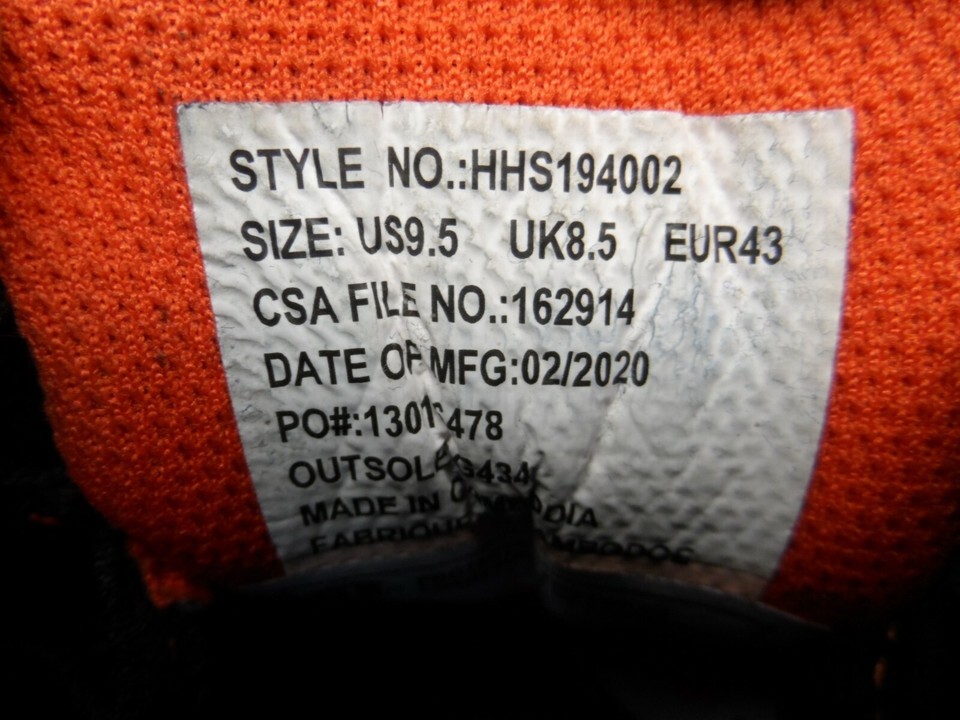 STYLE NO.:HHS194002
SIZE: US9.5 UK8.5 EUR43
CSA FILE NO.:162914
DATE OF MFG:02/2020
PO#:
MADE IN